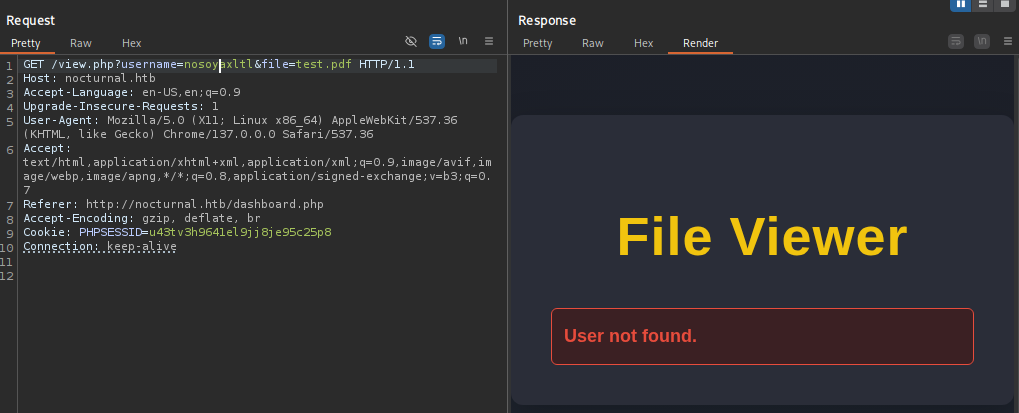 Request
Pretty Raw Hex
\n
1 GET /view.php?username=nosoyaxltl&file=test.pdf HTTP/1.1
2 Host: nocturnal.htb
3 Accept-Language: en-US,en;q=0.9
4 Upgrade-Insecure-Requests: 1
5 User-Agent: Mozilla/5.0 (X11; Linux x86_64) AppleWebKit/537.36
(KHTML, like Gecko) Chrome/137.0.0.0 Safari/537.36
6 Accept:
text/html,application/xhtml+xml,application/xml;q=0.9,image/avif,im
age/webp,image/apng,*/*;q=0.8,application/signed-exchange;v=b3;q=0.
7
7 Referer: http://nocturnal.htb/dashboard.php
8 Accept-Encoding: gzip, deflate, br
9 Cookie: PHPSESSID=u43tv3h9641el9jj8je95c25p8
10 Connection: keep-alive
11
12
Response
Pretty Raw Hex Render
\n
File Viewer
User not found.